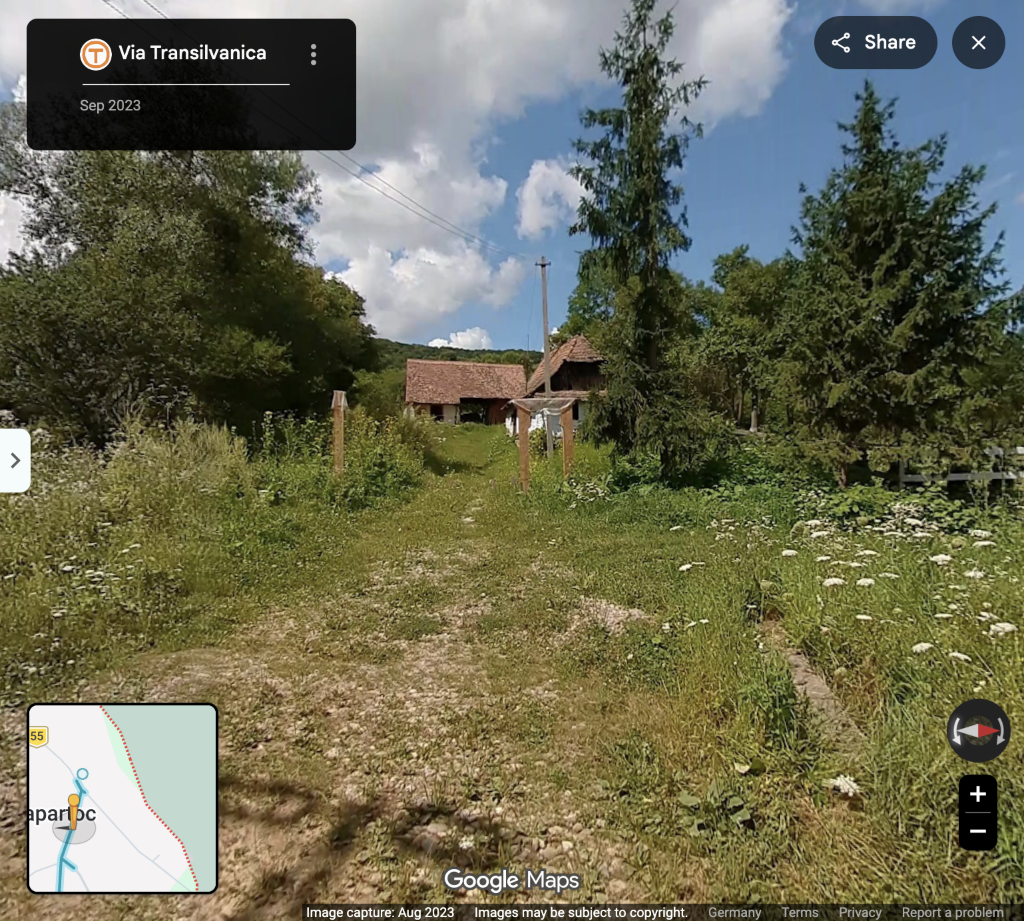 T Via Transilvanica
Sep 2023
Share
55
apartoc
Google Maps
Image capture: Aug 2023 Images may be subject to copyright. Germany Terms Privacy Report a problem